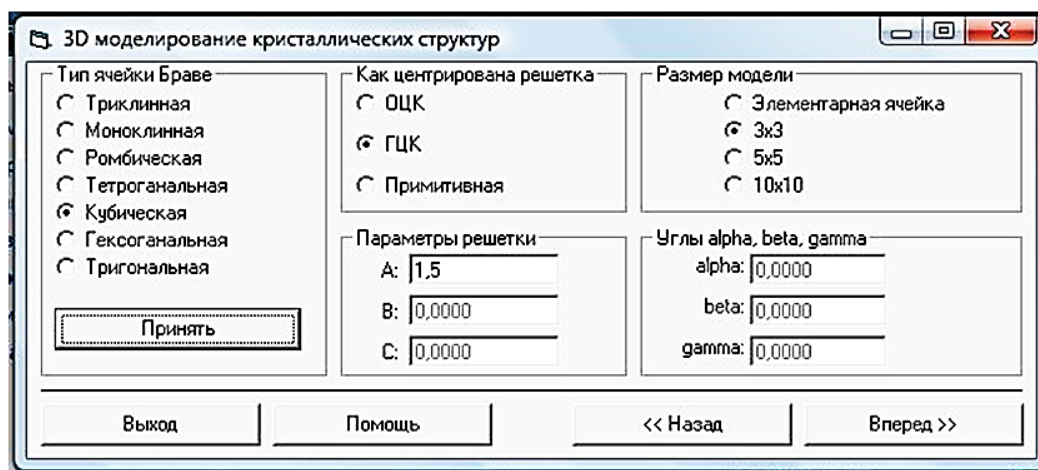 3D моделирование кристаллических структур
Тип ячейки Браве
Триклинная
Моноклинная
Ромбическая
Тетроганальная
Кубическая
Гексоганальная
Тригональная
Принять
Как центрирована решетка
ОЦК
ГЦК
Примитивная
Размер модели
Элементарная ячейка
3x3
5x5
10x10
Параметры решетки
A: 1,5
B: 0,0000
C: 0,0000
Углы alpha, beta, gamma
alpha: 0,0000
beta: 0,0000
gamma: 0,0000
Выход
Помощь
<< Назад
Вперед >>